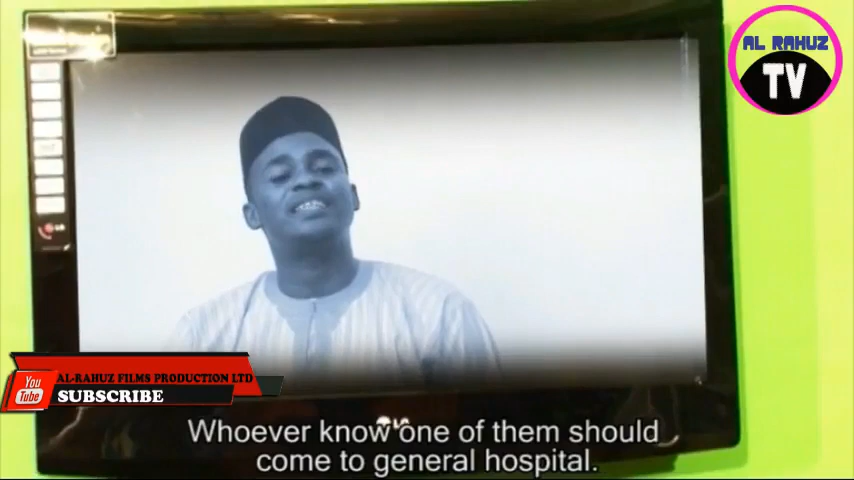 AL RAHUZ
TV
You
Tube
AL-RAHUZ FILMS PRODUCTION LTD
SUBSCRIBE
LG
Whoever know one of them should
come to general hospital.